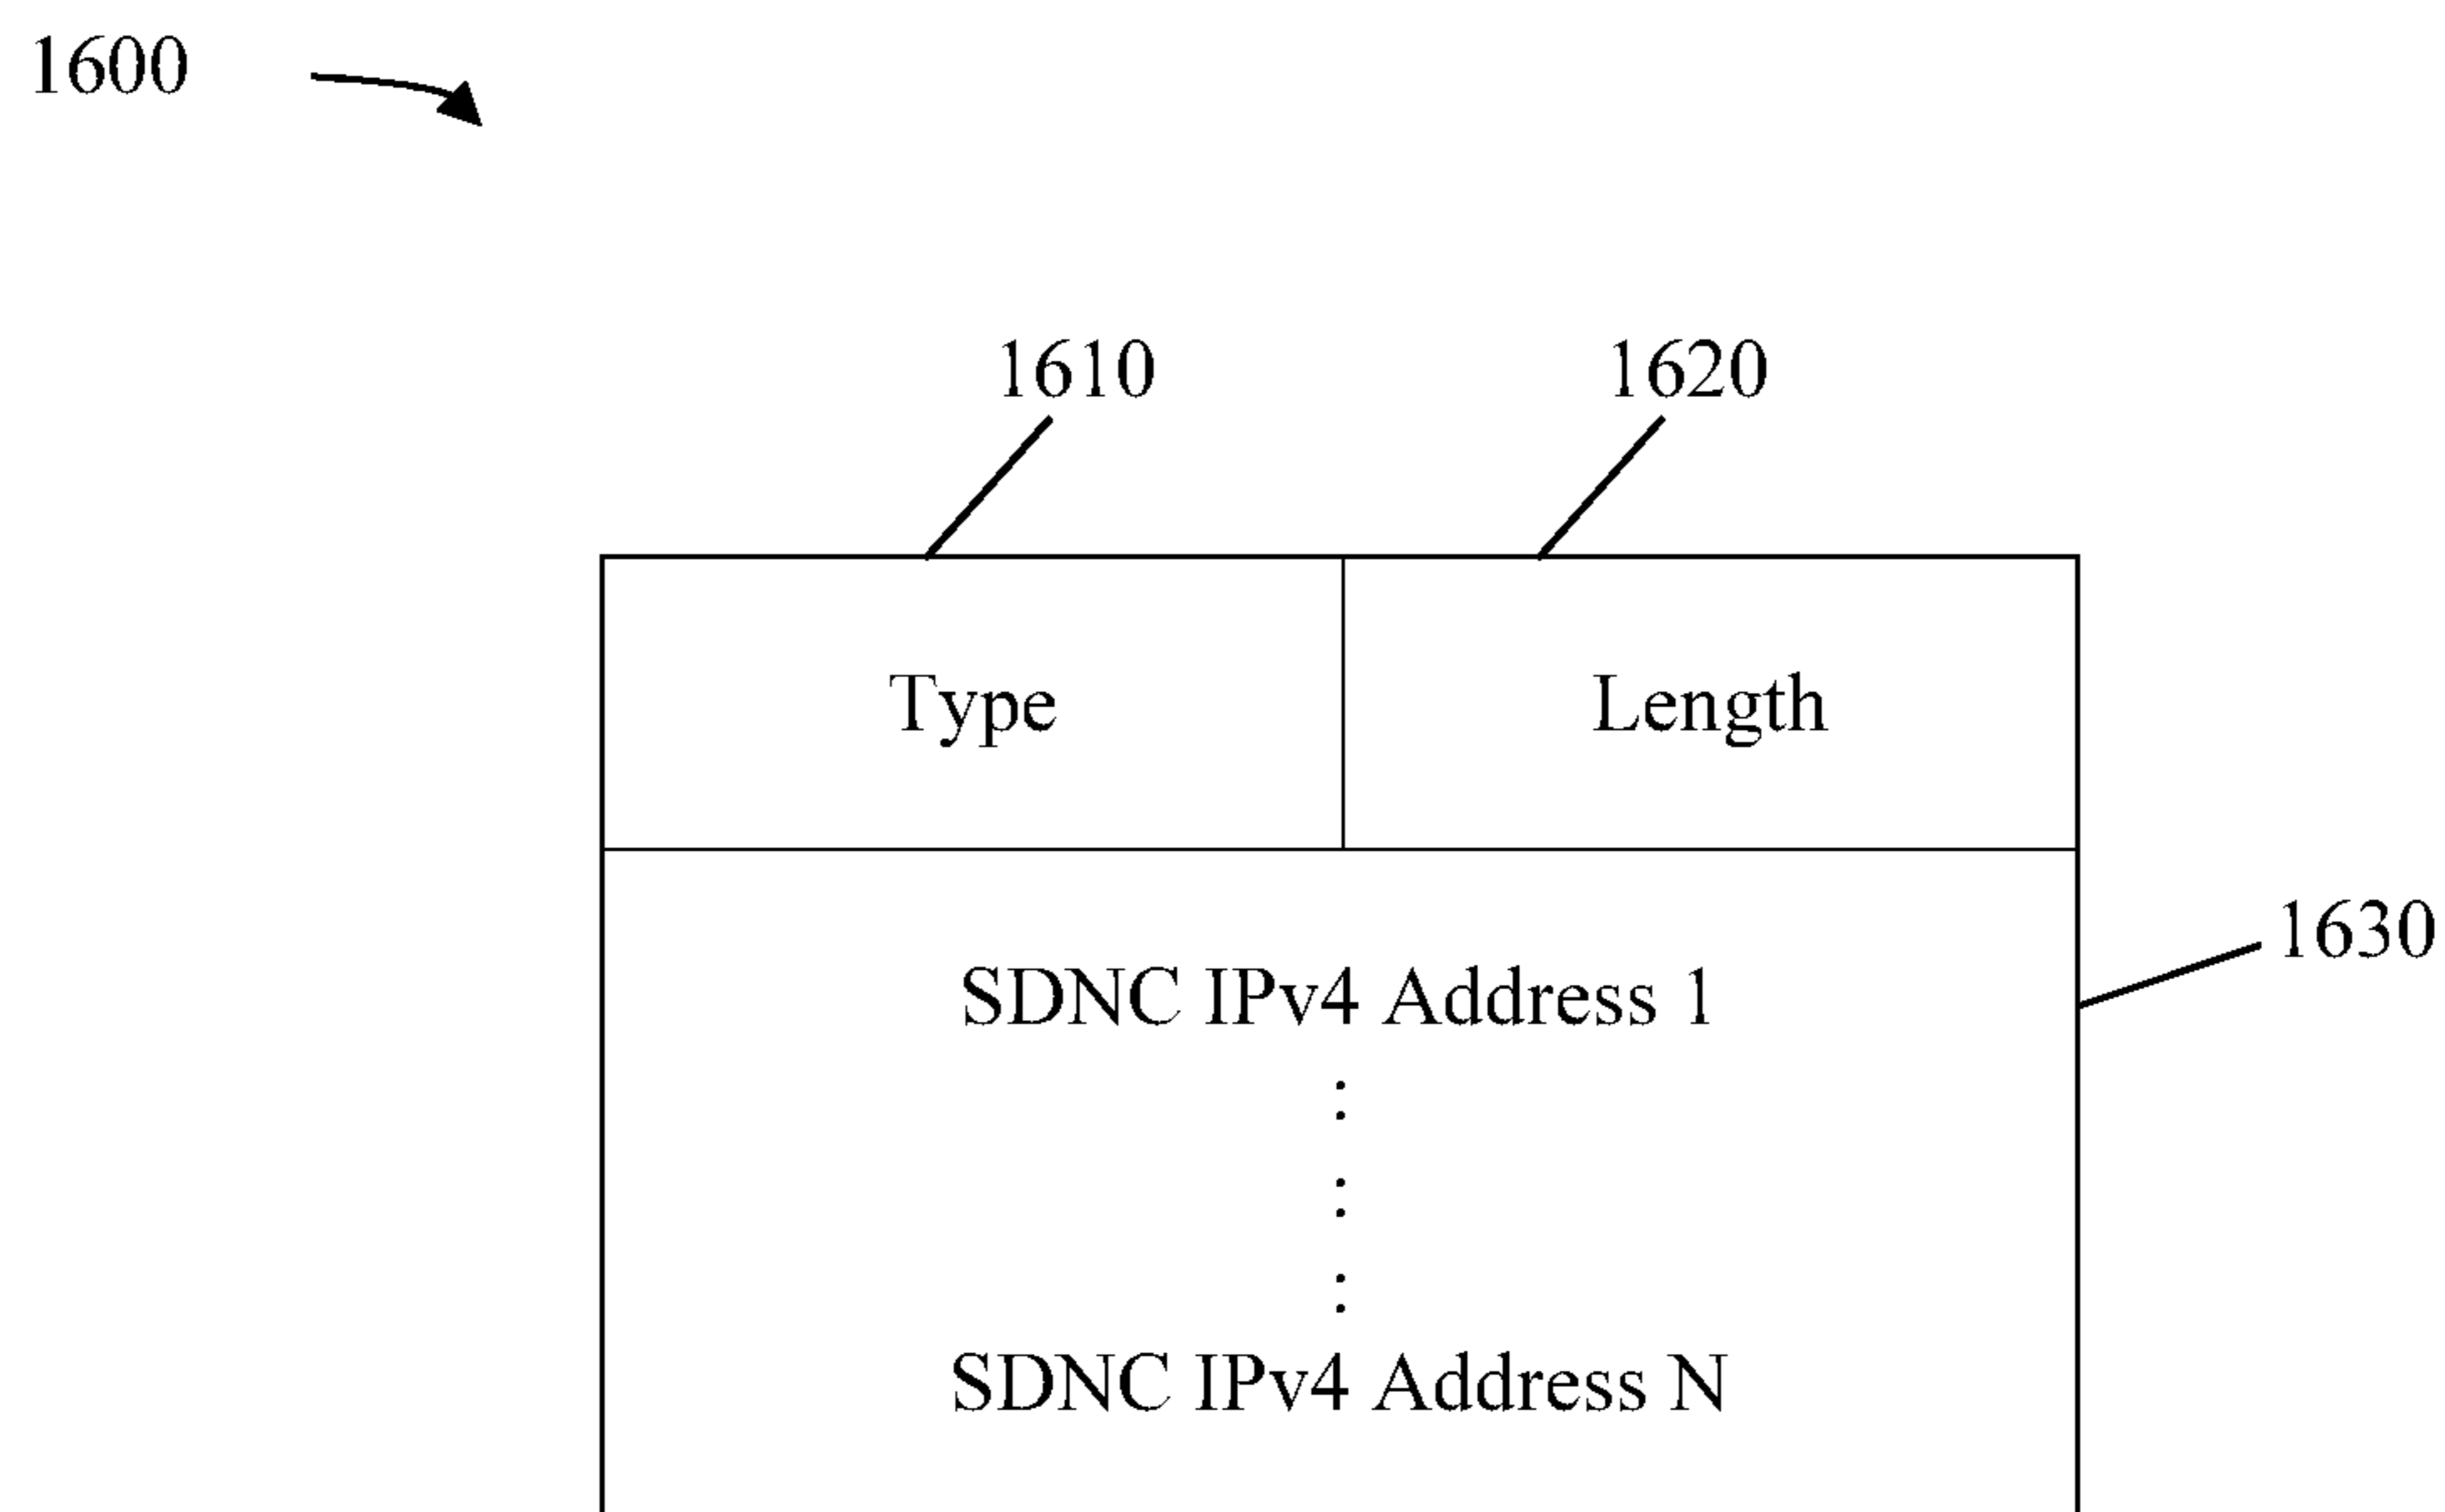 1600
1610 1620
Type Length
1630
SDNC IPv4 Address 1
SDNC IPv4 Address N